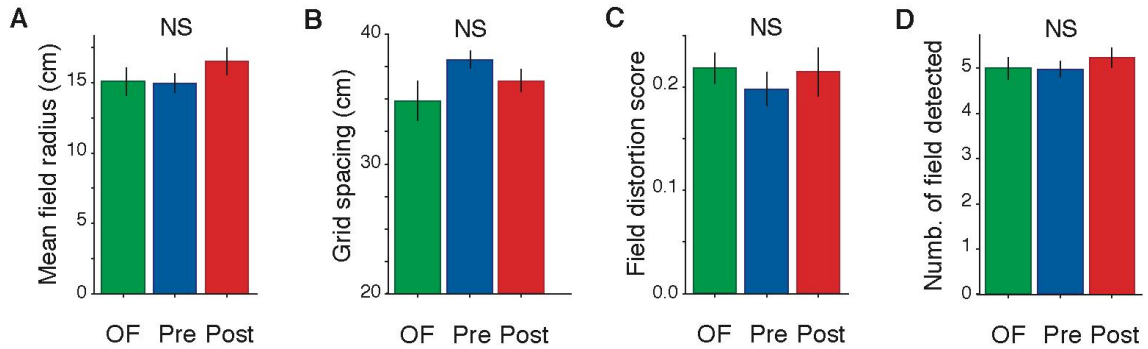 A
NS
Mean field radius (cm)
15
10
5
0
OF Pre Post
B
NS
Grid spacing (cm)
40
30
20
OF Pre Post
C
NS
Field distortion score
0.2
0.1
0.0
OF Pre Post
D
NS
Numb. of field detected
5
4
3
2
1
0
OF Pre Post